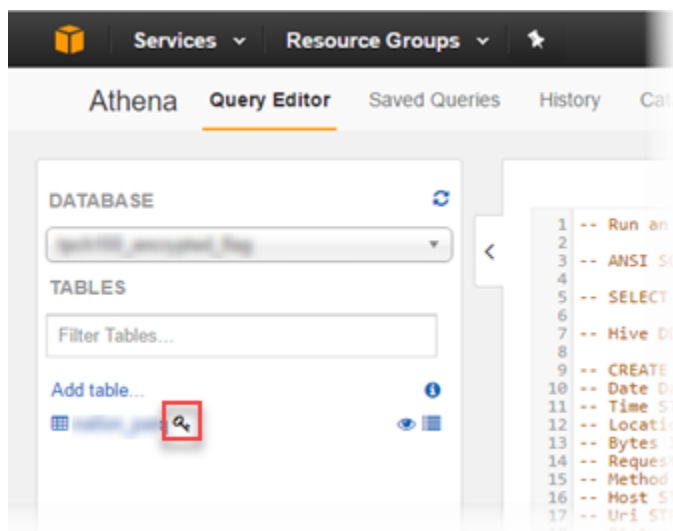 Services Resource Groups
Athena Query Editor Saved Queries History Cat
DATABASE
TABLES
Filter Tables...
Add table...
1 -- Run an
2
3 -- ANSI S
4
5 -- SELECT
6
7 -- Hive D
8
9 -- CREATE
10 -- Date D
11 -- Time S
12 -- Locati
13 -- Bytes
14 -- Reques
15 -- Method
16 -- Host S
17 -- Uri ST